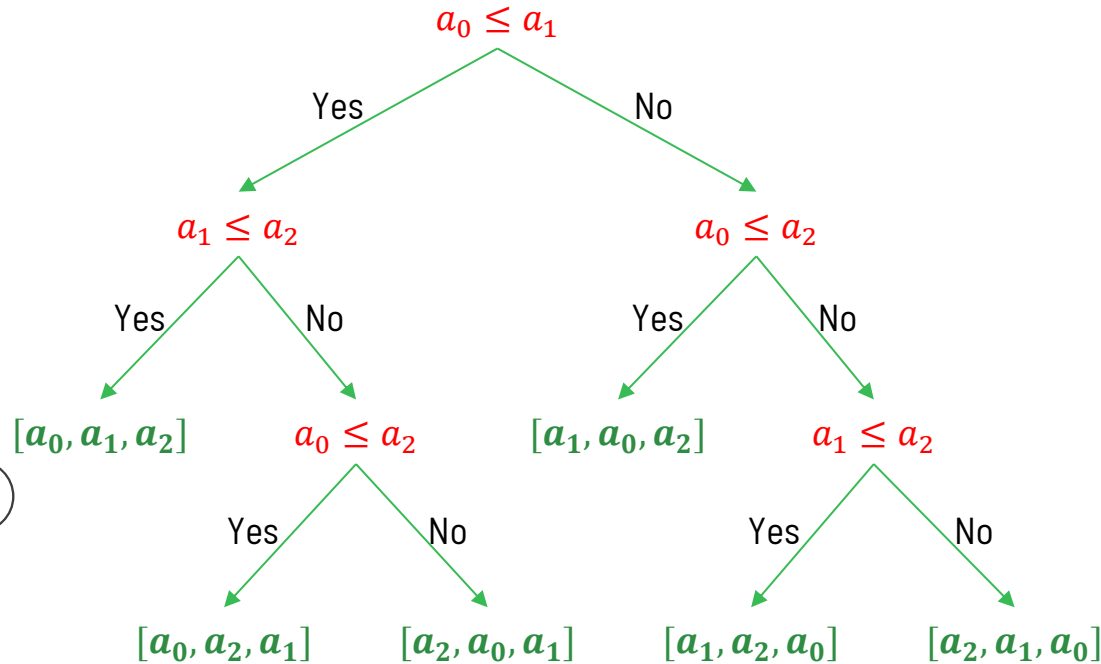 a₀ ≤ a₁
Yes No
a₁ ≤ a₂ a₀ ≤ a₂
Yes No Yes No
[a₀, a₁, a₂] a₀ ≤ a₂ [a₁, a₀, a₂] a₁ ≤ a₂
Yes No Yes No
[a₀, a₂, a₁] [a₂, a₀, a₁] [a₁, a₂, a₀] [a₂, a₁, a₀]